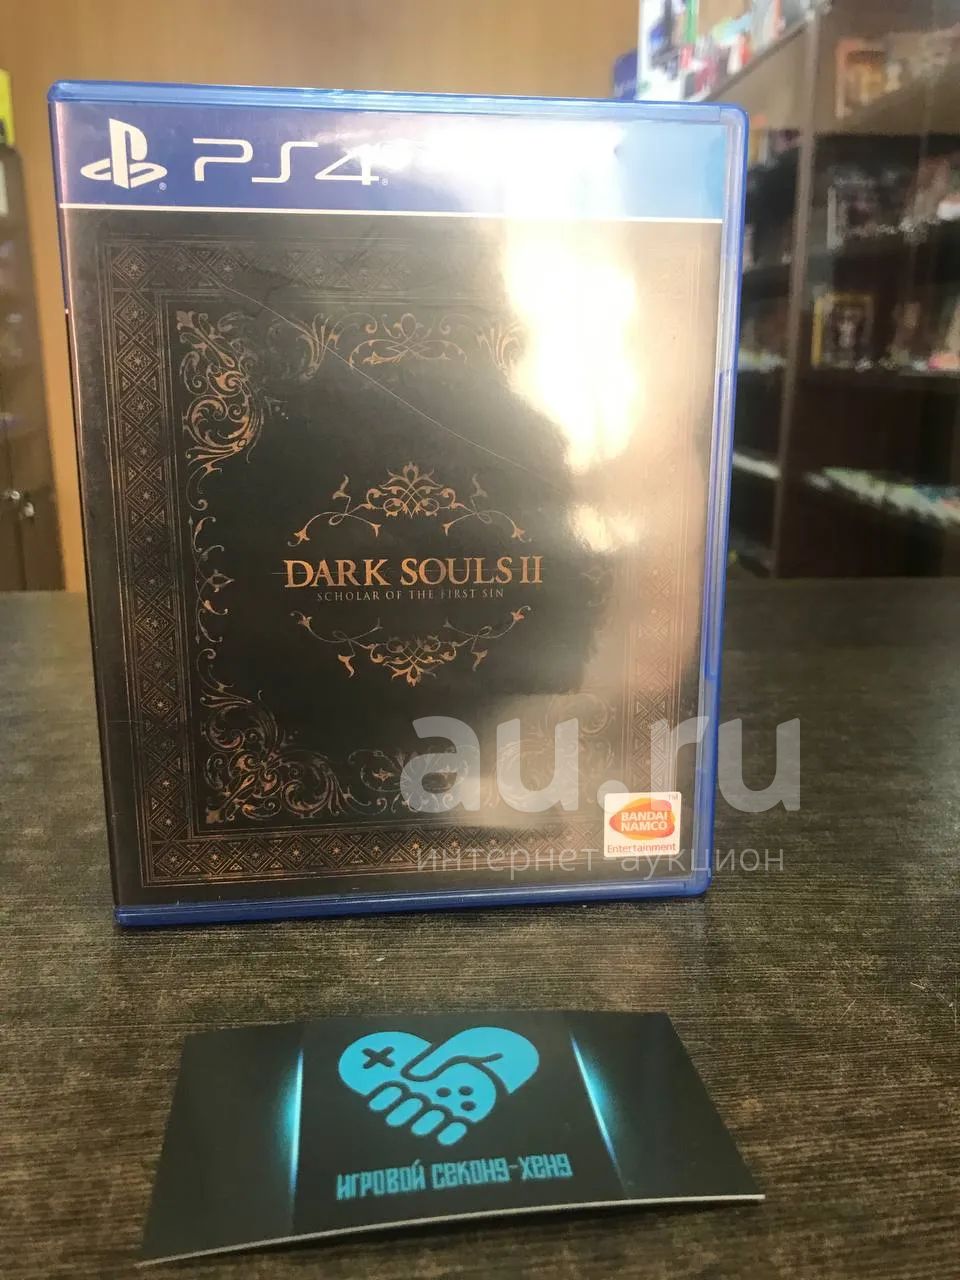 PS4
DARK SOULS II
SCHOLAR OF THE FIRST SIN
au.ru
интернет аукцион
BANDAI
NAMCO
Entertainment
ИГРОВОЙ СЕКОНД-ХЕНД